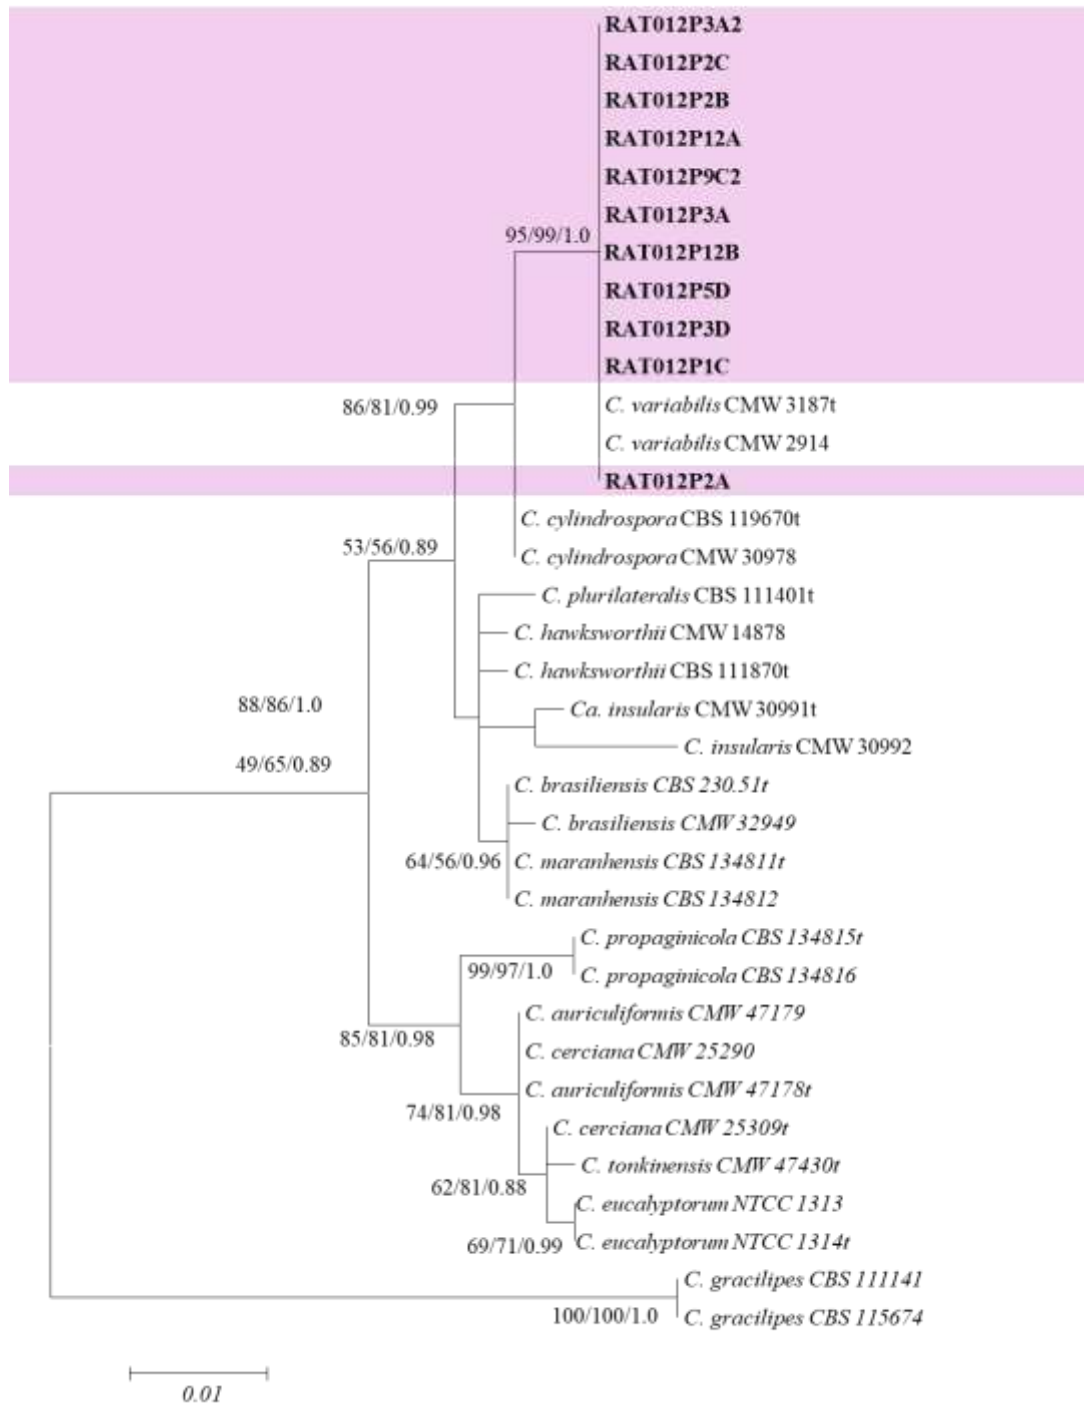 RAT012P3A2
RAT012P2C
RAT012P2B
RAT012P12A
RAT012P9C2
RAT012P3A
95/99/1.0
RAT012P12B
RAT012P5D
RAT012P3D
RAT012P1C
86/81/0.99
C. variabilis CMW 3187t
C. variabilis CMW 2914
RAT012P2A
C. cylindrospora CBS 119670t
53/56/0.89
C. cylindrospora CMW 30978
C. plurilateralis CBS 111401t
C. hawksworthii CMW 14878
C. hawksworthii CBS 111870t
88/86/1.0
Ca. insularis CMW 30991t
C. insularis CMW 30992
49/65/0.89
C. brasiliensis CBS 230.51t
C. brasiliensis CMW 32949
64/56/0.96
C. maranhensis CBS 134811t
C. maranhensis CBS 134812
C. propaginicola CBS 134815t
99/97/1.0
C. propaginicola CBS 134816
C. auriculiformis CMW 47179
85/81/0.98
C. cerciana CMW 25290
C. auriculiformis CMW 47178t
74/81/0.98
C. cerciana CMW 25309t
C. tonkinensis CMW 47430t
62/81/0.88
C. eucalyptorum NTCC 1313
69/71/0.99
C. eucalyptorum NTCC 1314t
C. gracilipes CBS 111141
100/100/1.0
C. gracilipes CBS 115674
0.01